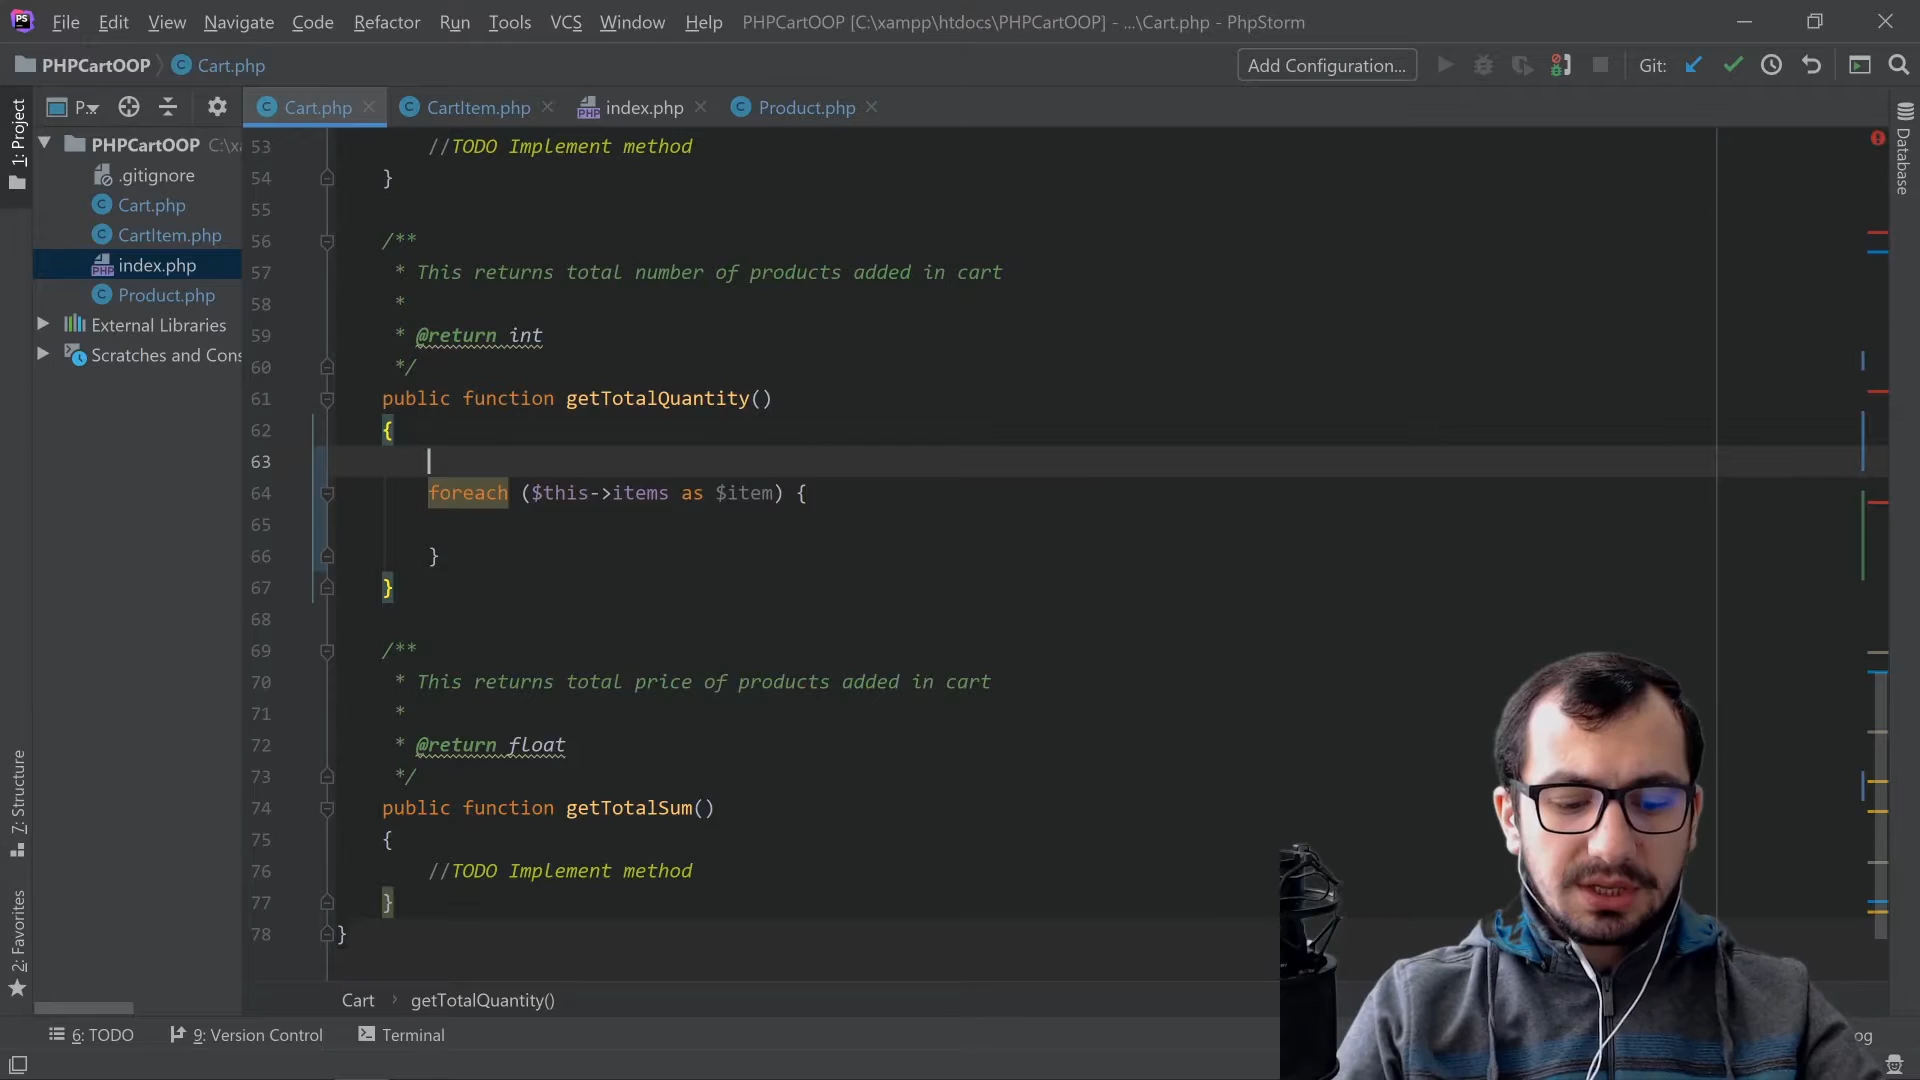 File Edit View Navigate Code Refactor Run Tools VCS Window Help PHPCartOOP [C:\xampp\htdocs\PHPCartOOP] - ...\Cart.php - PhpStorm
PHPCartOOP Cart.php Add Configuration... Git:
P... Cart.php CartItem.php index.php Product.php
1: Project
PHPCartOOP C:\xa
.gitignore
Cart.php
CartItem.php
index.php
Product.php
External Libraries
Scratches and Cons
7: Structure
2: Favorites
Database
53 //TODO Implement method
54 }
55
56 /**
57 * This returns total number of products added in cart
58 *
59 * @return int
60 */
61 public function getTotalQuantity()
62 {
63
64 foreach ($this->items as $item) {
65
66 }
67 }
68
69 /**
70 * This returns total price of products added in cart
71 *
72 * @return float
73 */
74 public function getTotalSum()
75 {
76 //TODO Implement method
77 }
78 }
Cart › getTotalQuantity()
6: TODO 9: Version Control Terminal og